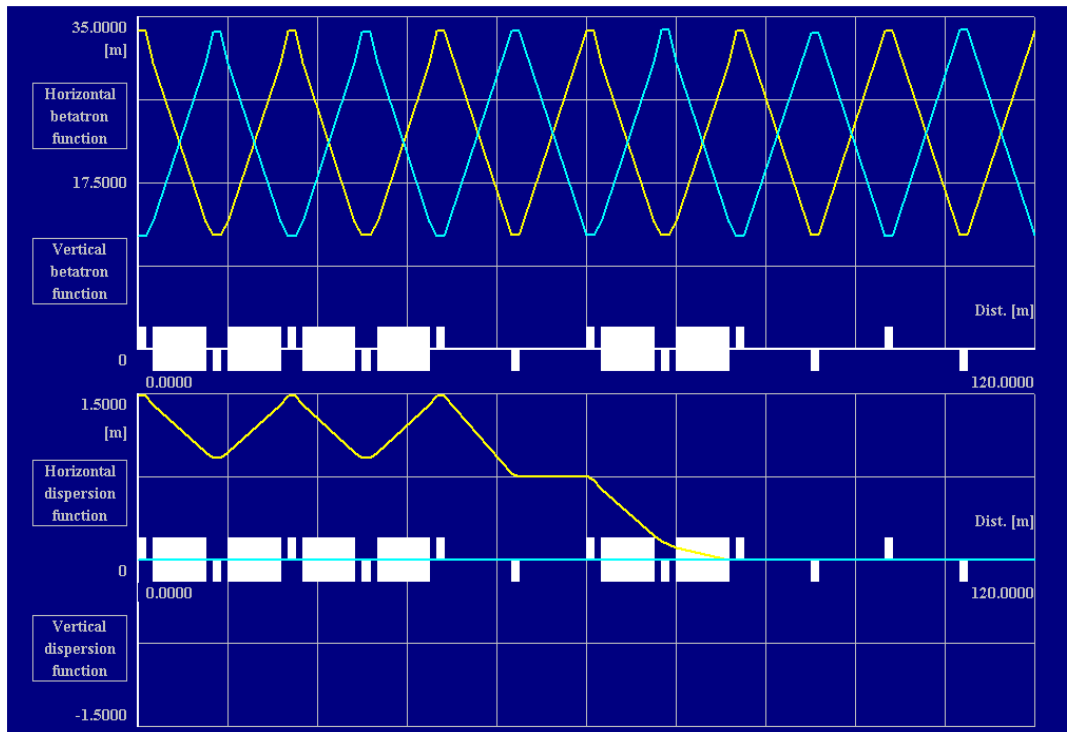 35.0000
[m]
Horizontal
betatron
function
17.5000
Vertical
betatron
function
Dist. [m]
0
0.0000
120.0000
1.5000
[m]
Horizontal
dispersion
function
Dist. [m]
0
0.0000
120.0000
Vertical
dispersion
function
-1.5000